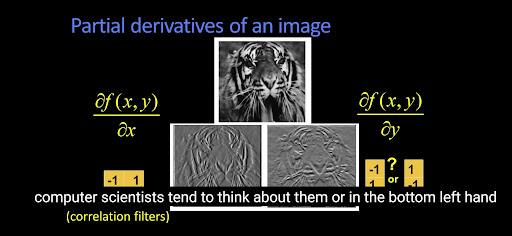 Partial derivatives of an image
∂f (x, y)
∂x
∂f (x, y)
∂y
-1 1
-1 ? 1
1 or -1
computer scientists tend to think about them or in the bottom left hand
(correlation filters)